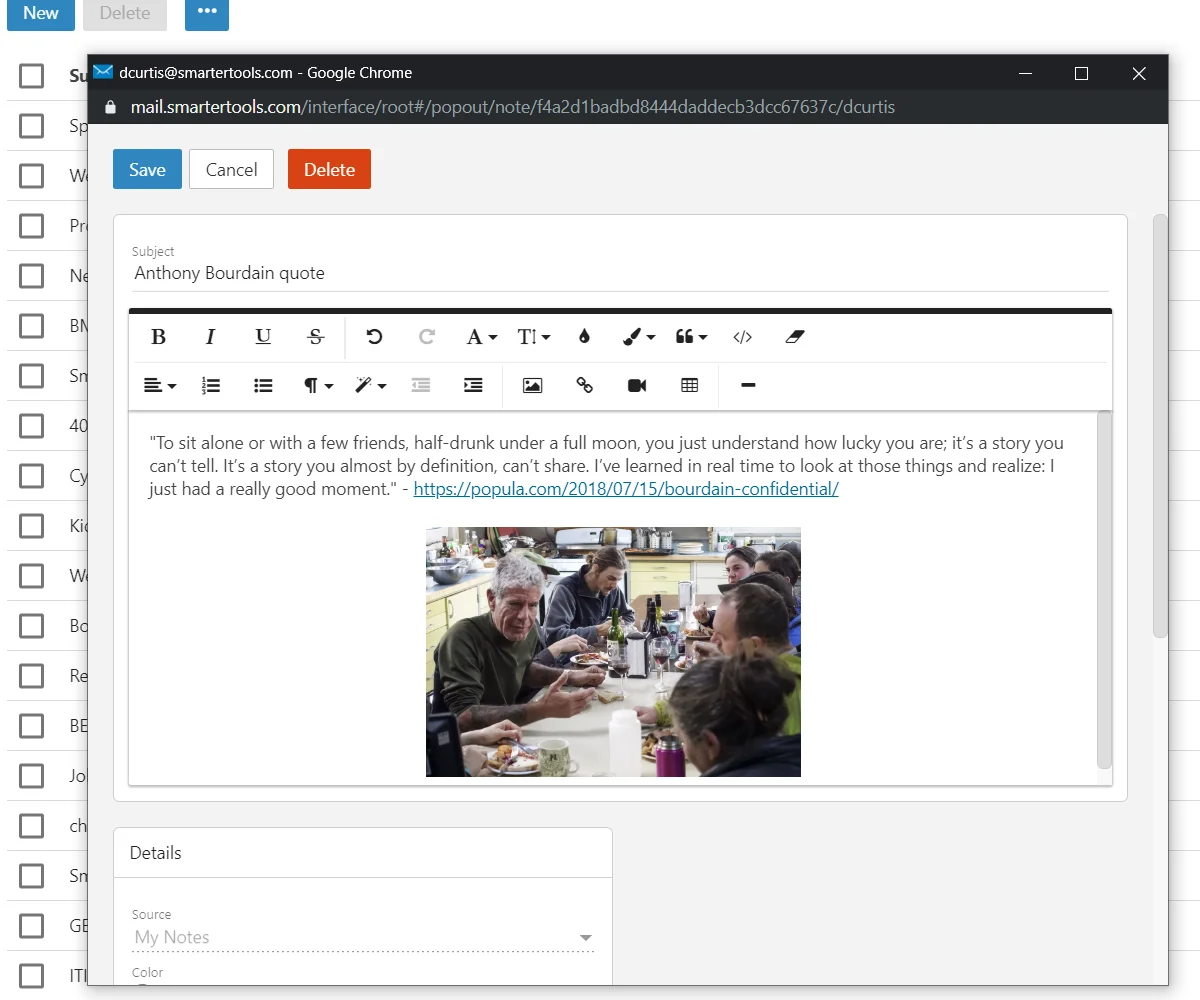 New Delete
dcurtis@smartertools.com - Google Chrome
mail.smartertools.com/interface/root#/popout/note/f4a2d1badbd8444daddecb3dcc67637c/dcurtis
Save Cancel Delete
Subject
Anthony Bourdain quote
"To sit alone or with a few friends, half-drunk under a full moon, you just understand how lucky you are; it’s a story you
can’t tell. It’s a story you almost by definition, can’t share. I’ve learned in real time to look at those things and realize: I
just had a really good moment." - https://popula.com/2018/07/15/bourdain-confidential/
Details
Source
My Notes
Color
Su
Sp
We
Pro
Ne
BM
Sm
40
Cy
Kid
We
Bo
Re
BE
Jo
ch
Sm
GE
ITI